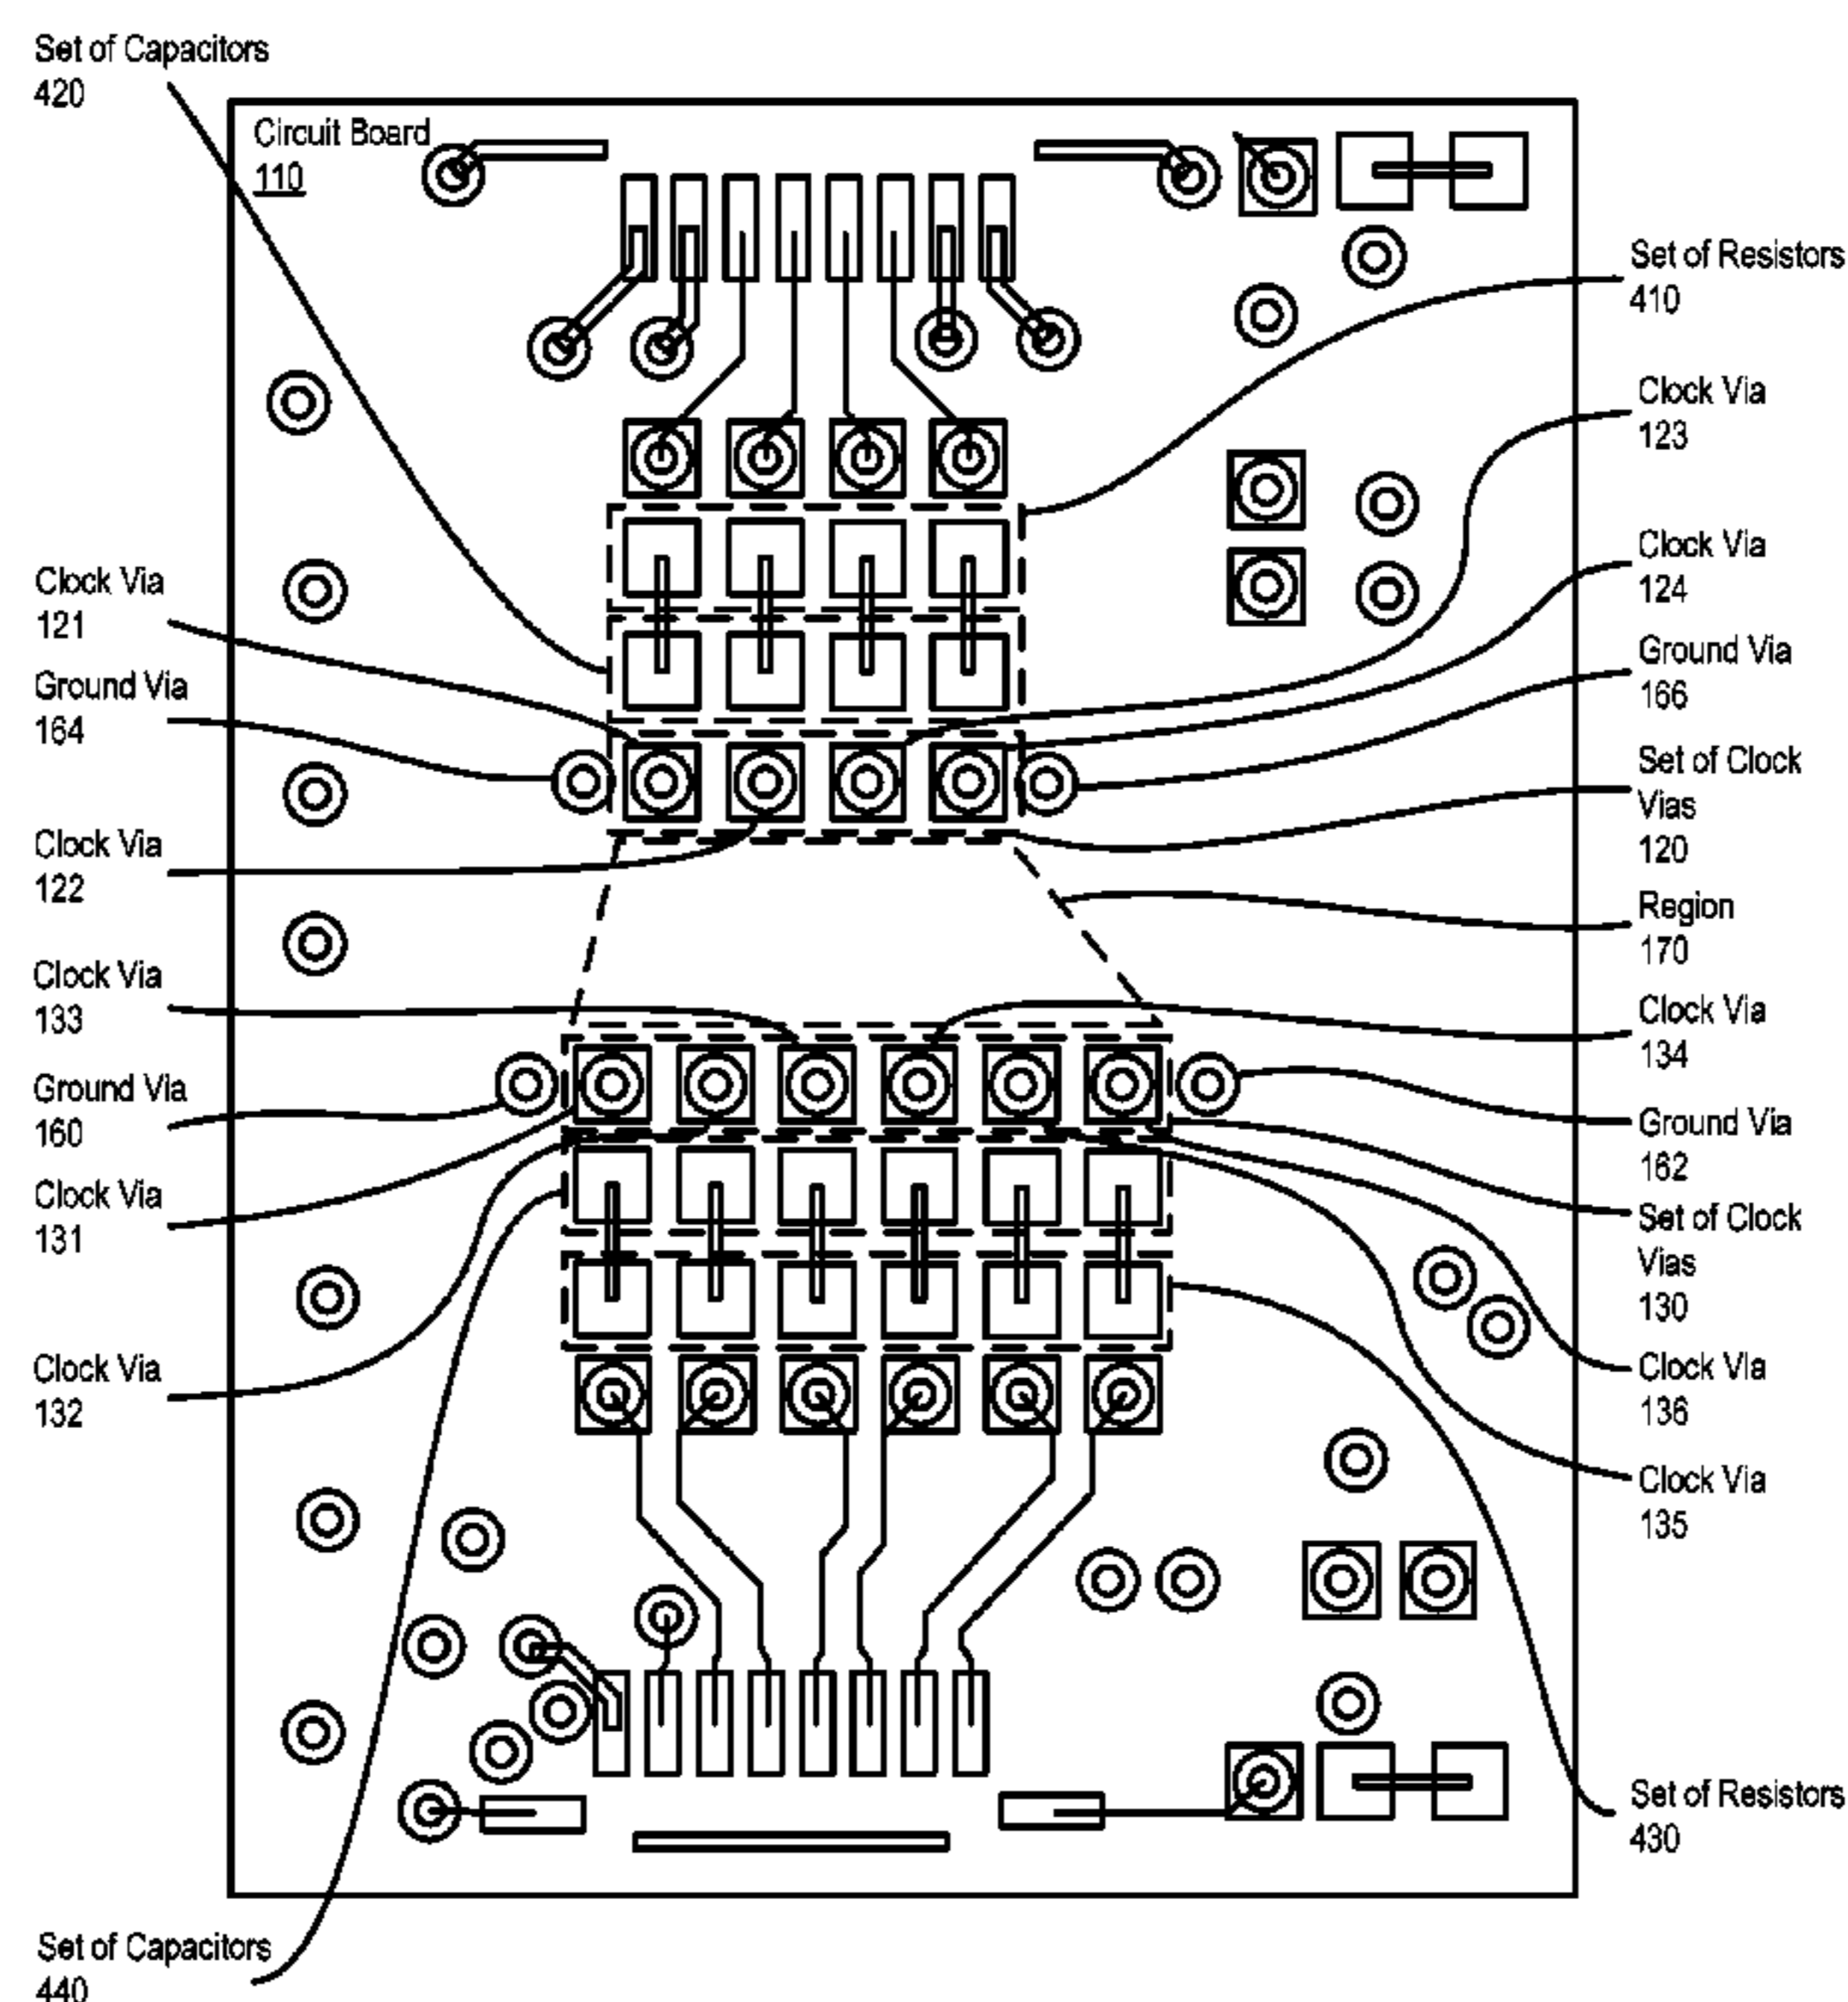 Set of Capacitors
420
Circuit Board
110
Set of Resistors
410
Clock Via
123
Clock Via
124
Clock Via
121
Ground Via
166
Ground Via
164
Set of Clock
Vias
120
Clock Via
122
Region
170
Clock Via
133
Clock Via
134
Ground Via
160
Ground Via
162
Clock Via
131
Set of Clock
Vias
130
Clock Via
132
Clock Via
136
Clock Via
135
Set of Resistors
430
Set of Capacitors
440